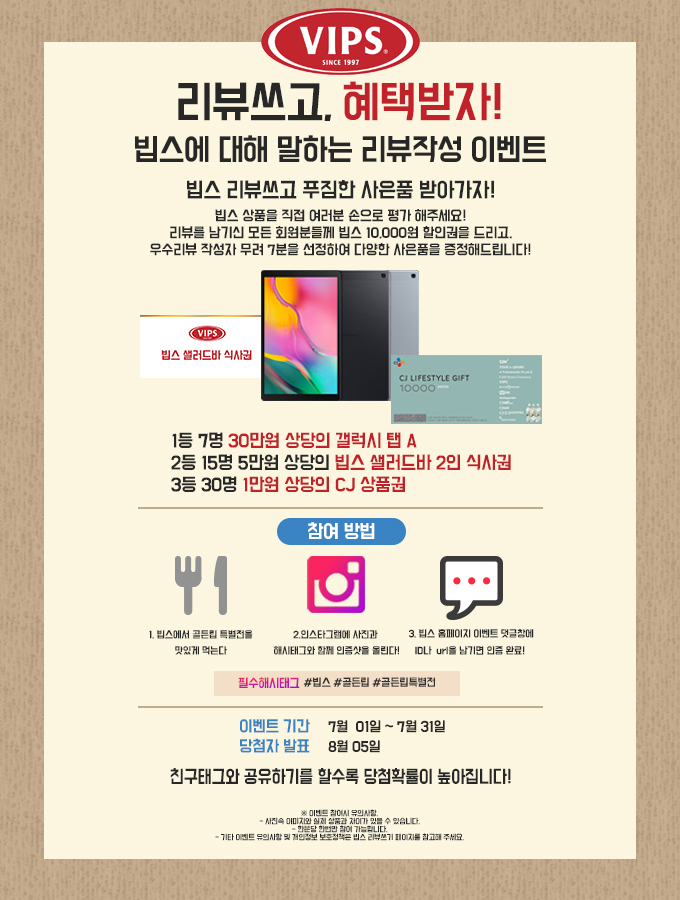 VIPS
SINCE 1997
리뷰쓰고, 혜택받자!
빕스에 대해 말하는 리뷰작성 이벤트
빕스 리뷰쓰고 푸짐한 사은품 받아가자!
빕스 상품을 직접 여러분 손으로 평가 해주세요!
리뷰를 남기신 모든 회원분들께 빕스 10,000원 할인권을 드리고,
우수리뷰 작성자 무려 7분을 선정하여 다양한 사은품을 증정해드립니다!
VIPS
빕스 샐러드바 식사권
CJ LIFESTYLE GIFT
10000
1등 7명 30만원 상당의 갤럭시 탭 A
2등 15명 5만원 상당의 빕스 샐러드바 2인 식사권
3등 30명 1만원 상당의 CJ 상품권
참여 방법
1. 빕스에서 골든립 특별전을
맛있게 먹는다
2.인스타그램에 사진과
해시태그와 함께 인증샷을 올린다!
3. 빕스 홈페이지 이벤트 댓글창에
ID나 url을 남기면 인증 완료!
필수해시태그 #빕스 #골든립 #골든립특별전
이벤트 기간 7월 01일 ~ 7월 31일
당첨자 발표 8월 05일
친구태그와 공유하기를 할수록 당첨확률이 높아집니다!
※ 이벤트 참여시 유의사항.
- 사진속 이미지와 실제 상품과 차이가 있을 수 있습니다.
- 한분당 한번만 참여 가능합니다.
- 기타 이벤트 유의사항 및 개인정보 보호정책은 빕스 리뷰쓰기 페이지를 참고해 주세요.